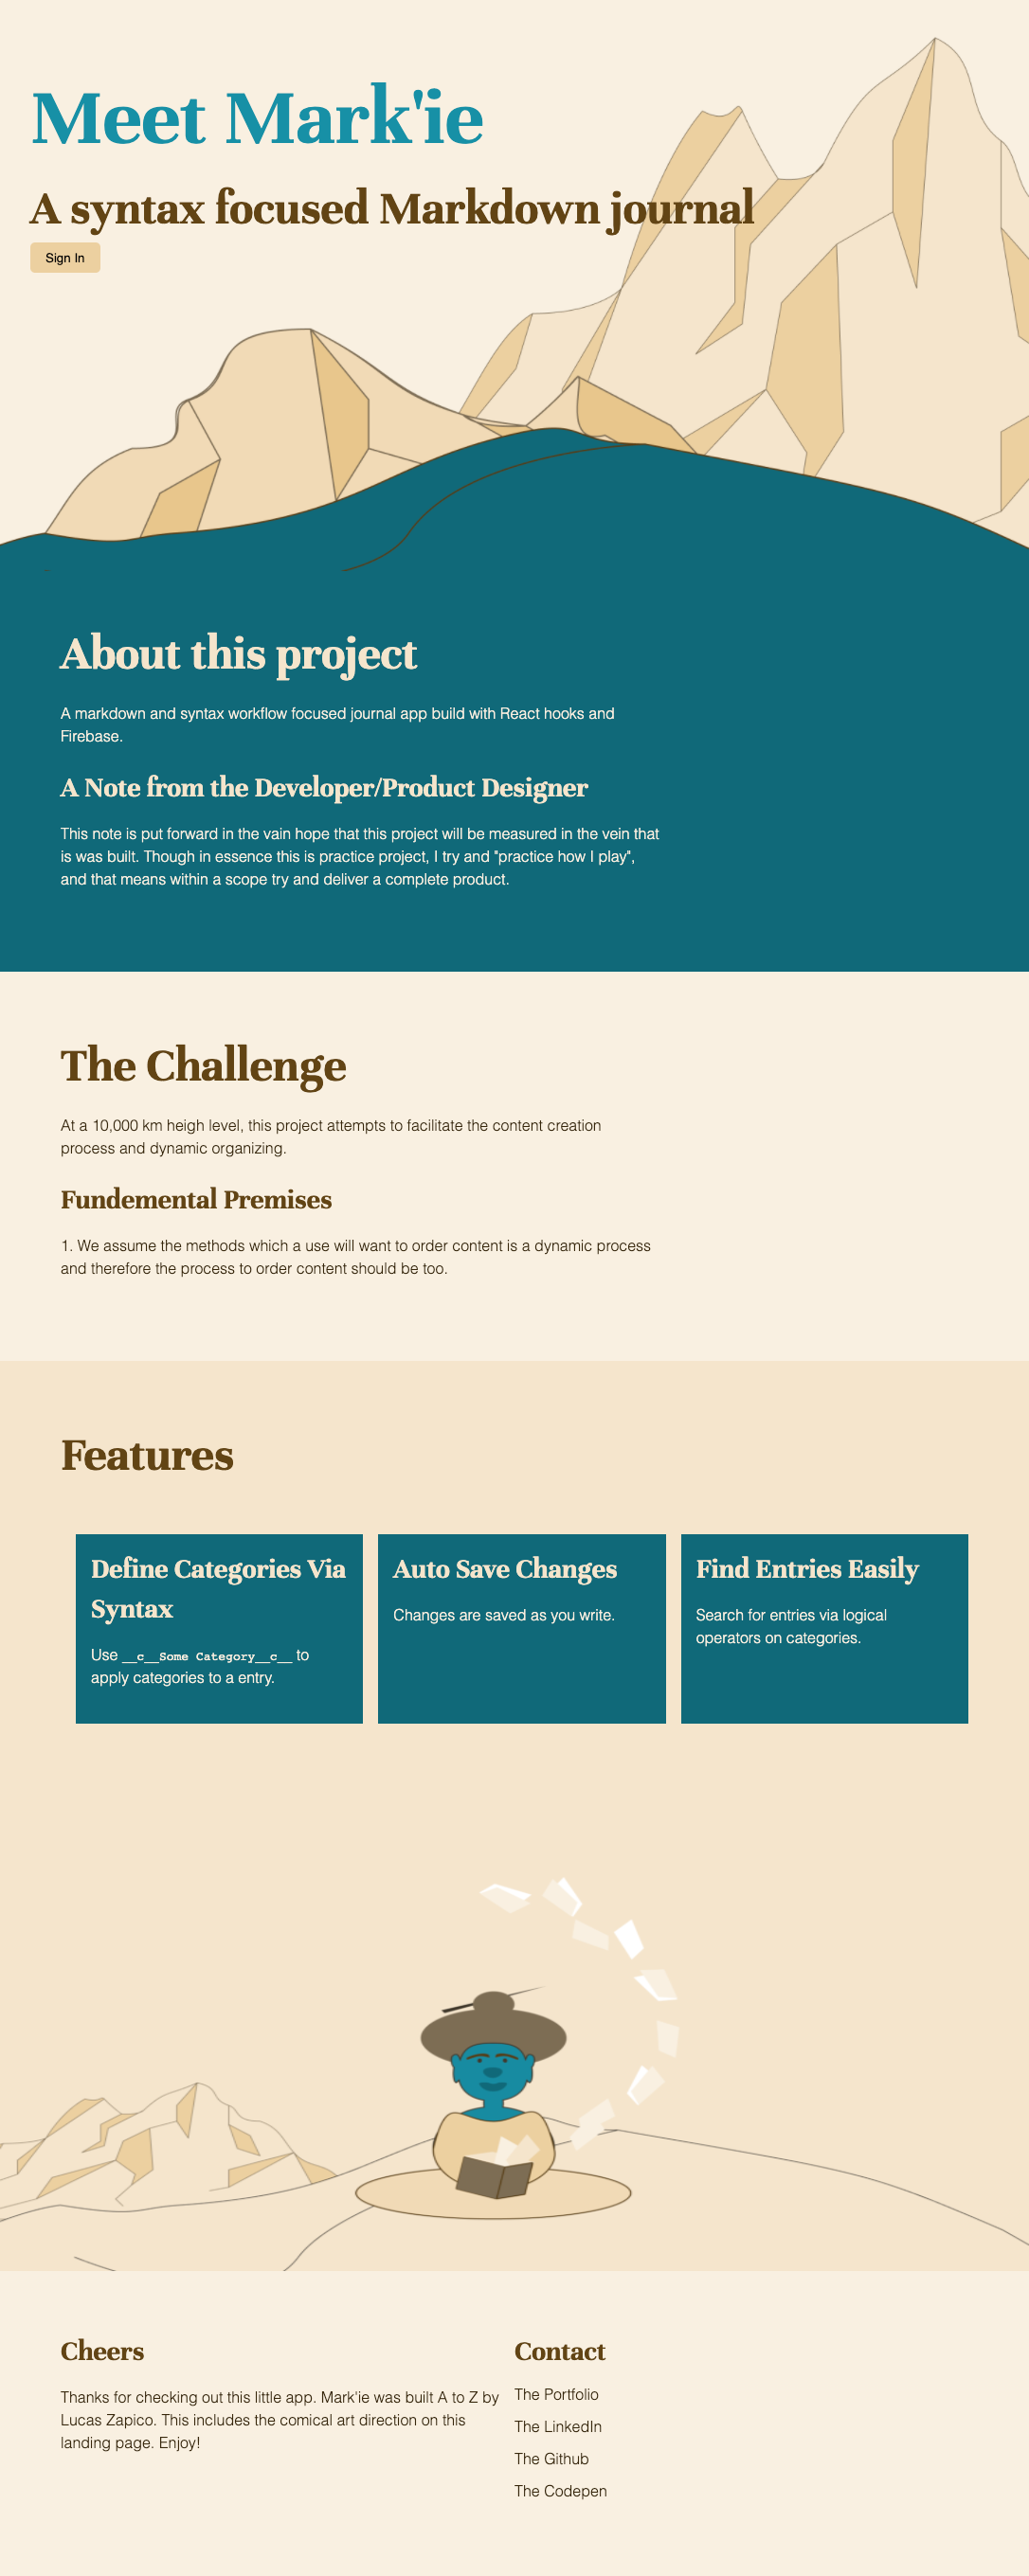 Meet Mark'ie
A syntax focused Markdown journal
Sign In
About this project
A markdown and syntax workflow focused journal app build with React hooks and
Firebase.
A Note from the Developer/Product Designer
This note is put forward in the vain hope that this project will be measured in the vein that
is was built. Though in essence this is practice project, I try and "practice how I play",
and that means within a scope try and deliver a complete product.
The Challenge
At a 10,000 km heigh level, this project attempts to facilitate the content creation
process and dynamic organizing.
Fundemental Premises
1. We assume the methods which a use will want to order content is a dynamic process
and therefore the process to order content should be too.
Features
Define Categories Via
Syntax
Use __c__Some Category__c__ to
apply categories to a entry.
Auto Save Changes
Changes are saved as you write.
Find Entries Easily
Search for entries via logical
operators on categories.
Cheers
Thanks for checking out this little app. Mark'ie was built A to Z by
Lucas Zapico. This includes the comical art direction on this
landing page. Enjoy!
Contact
The Portfolio
The LinkedIn
The Github
The Codepen